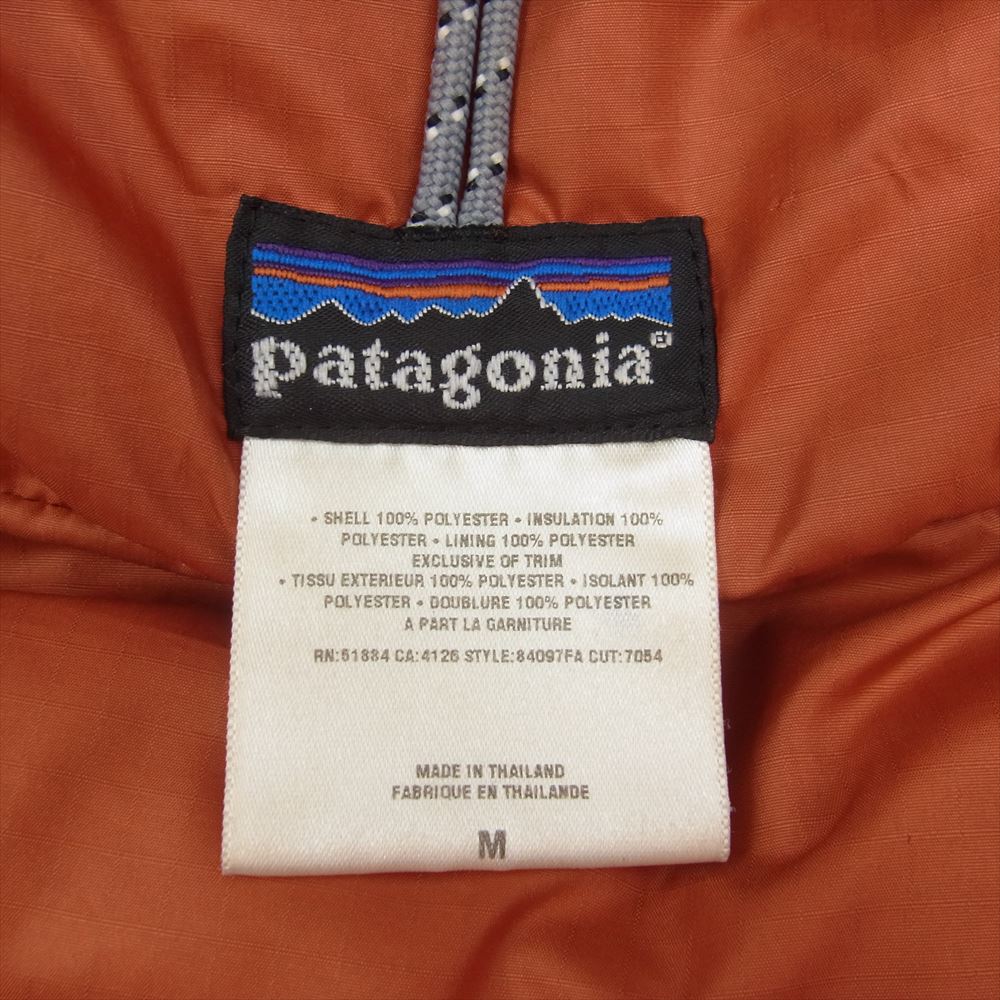 patagonia®
• SHELL 100% POLYESTER • INSULATION 100%
POLYESTER • LINING 100% POLYESTER
EXCLUSIVE OF TRIM
• TISSU EXTERIEUR 100% POLYESTER • ISOLANT 100%
POLYESTER • DOUBLURE 100% POLYESTER
A PART LA GARNITURE
RN:51884 CA:4126 STYLE:84097FA CUT:7054
MADE IN THAILAND
FABRIQUE EN THAILANDE
M